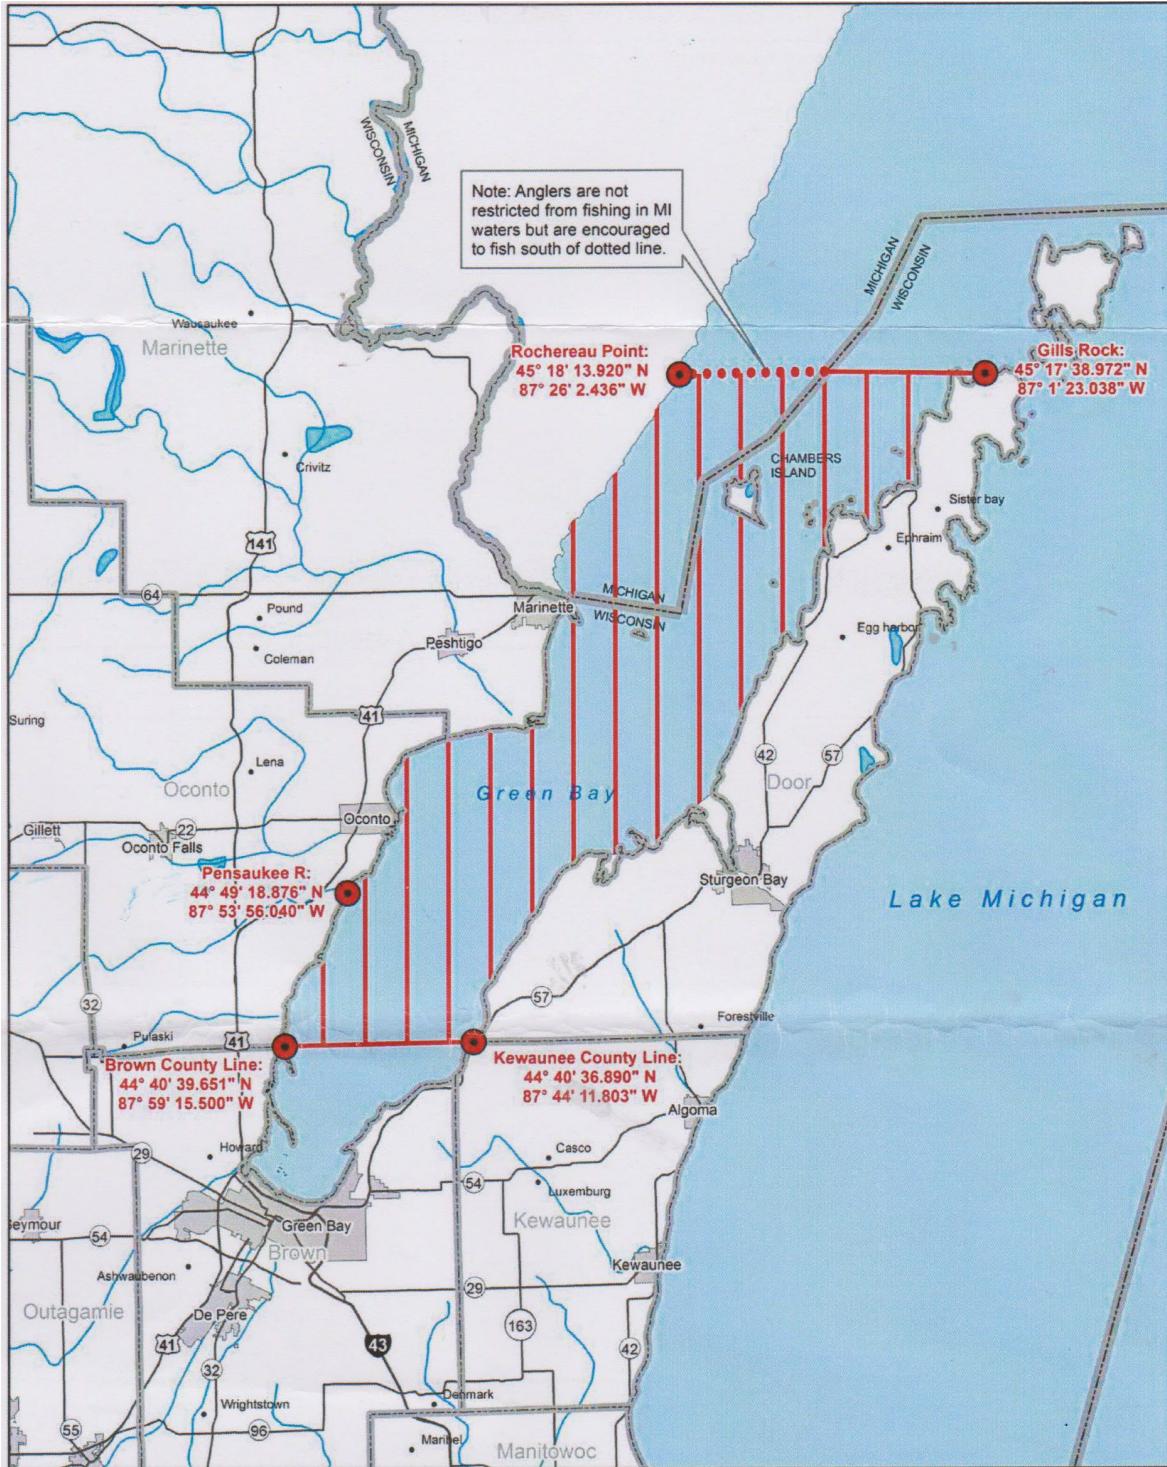 WISCONSIN
MICHIGAN
Note: Anglers are not
restricted from fishing in MI
waters but are encouraged
to fish south of dotted line.
MICHIGAN
WISCONSIN
Wausaukee
Marinette
Rochereau Point:
45° 18' 13.920" N
87° 26' 2.436" W
Gills Rock:
45° 17' 38.972" N
87° 1' 23.038" W
Crivitz
CHAMBERS
ISLAND
Sister bay
141
Ephraim
64
MICHIGAN
WISCONSIN
Pound
Marinette
Egg harbor
Peshtigo
Coleman
41
Suring
42
57
Lena
Door
Oconto
Green Bay
Oconto
Gillett
22
Oconto Falls
Pensaukee R:
44° 49' 18.876" N
87° 53' 56.040" W
Sturgeon Bay
Lake Michigan
32
57
Forestville
Pulaski
41
Brown County Line:
44° 40' 39.651" N
87° 59' 15.500" W
Kewaunee County Line:
44° 40' 36.890" N
87° 44' 11.803" W
Algoma
Howard
29
Casco
54
Luxemburg
Seymour
Green Bay
Kewaunee
54
Brown
Ashwaubenon
Kewaunee
29
Outagamie
De Pere
163
41
43
42
32
Denmark
Wrightstown
55
96
Maribel
Manitowoc